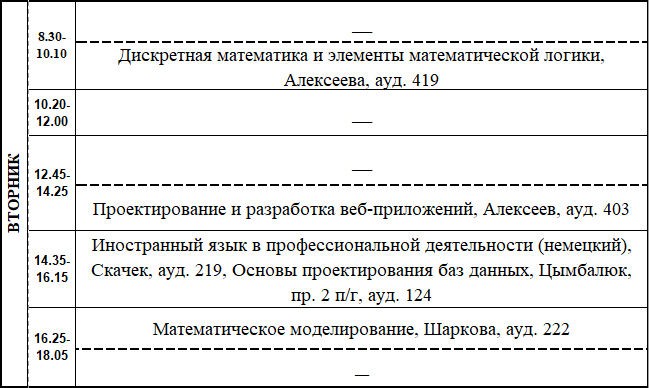 ВТОРНИК
8.30-
10.10
—
Дискретная математика и элементы математической логики,
Алексеева, ауд. 419
10.20-
12.00
—
12.45-
14.25
—
Проектирование и разработка веб-приложений, Алексеев, ауд. 403
14.35-
16.15
Иностранный язык в профессиональной деятельности (немецкий),
Скачек, ауд. 219, Основы проектирования баз данных, Цымбалюк,
пр. 2 п/г, ауд. 124
16.25-
18.05
Математическое моделирование, Шаркова, ауд. 222
—